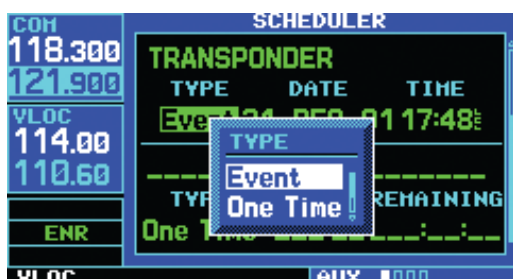 COM
118.300
121.900
VLOC
114.00
110.60
ENR
VLOC
SCHEDULER
TRANSPONDER
TYPE DATE TIME
01 17:48
TYPE
Event
One Time
REMAINING
One
AUX